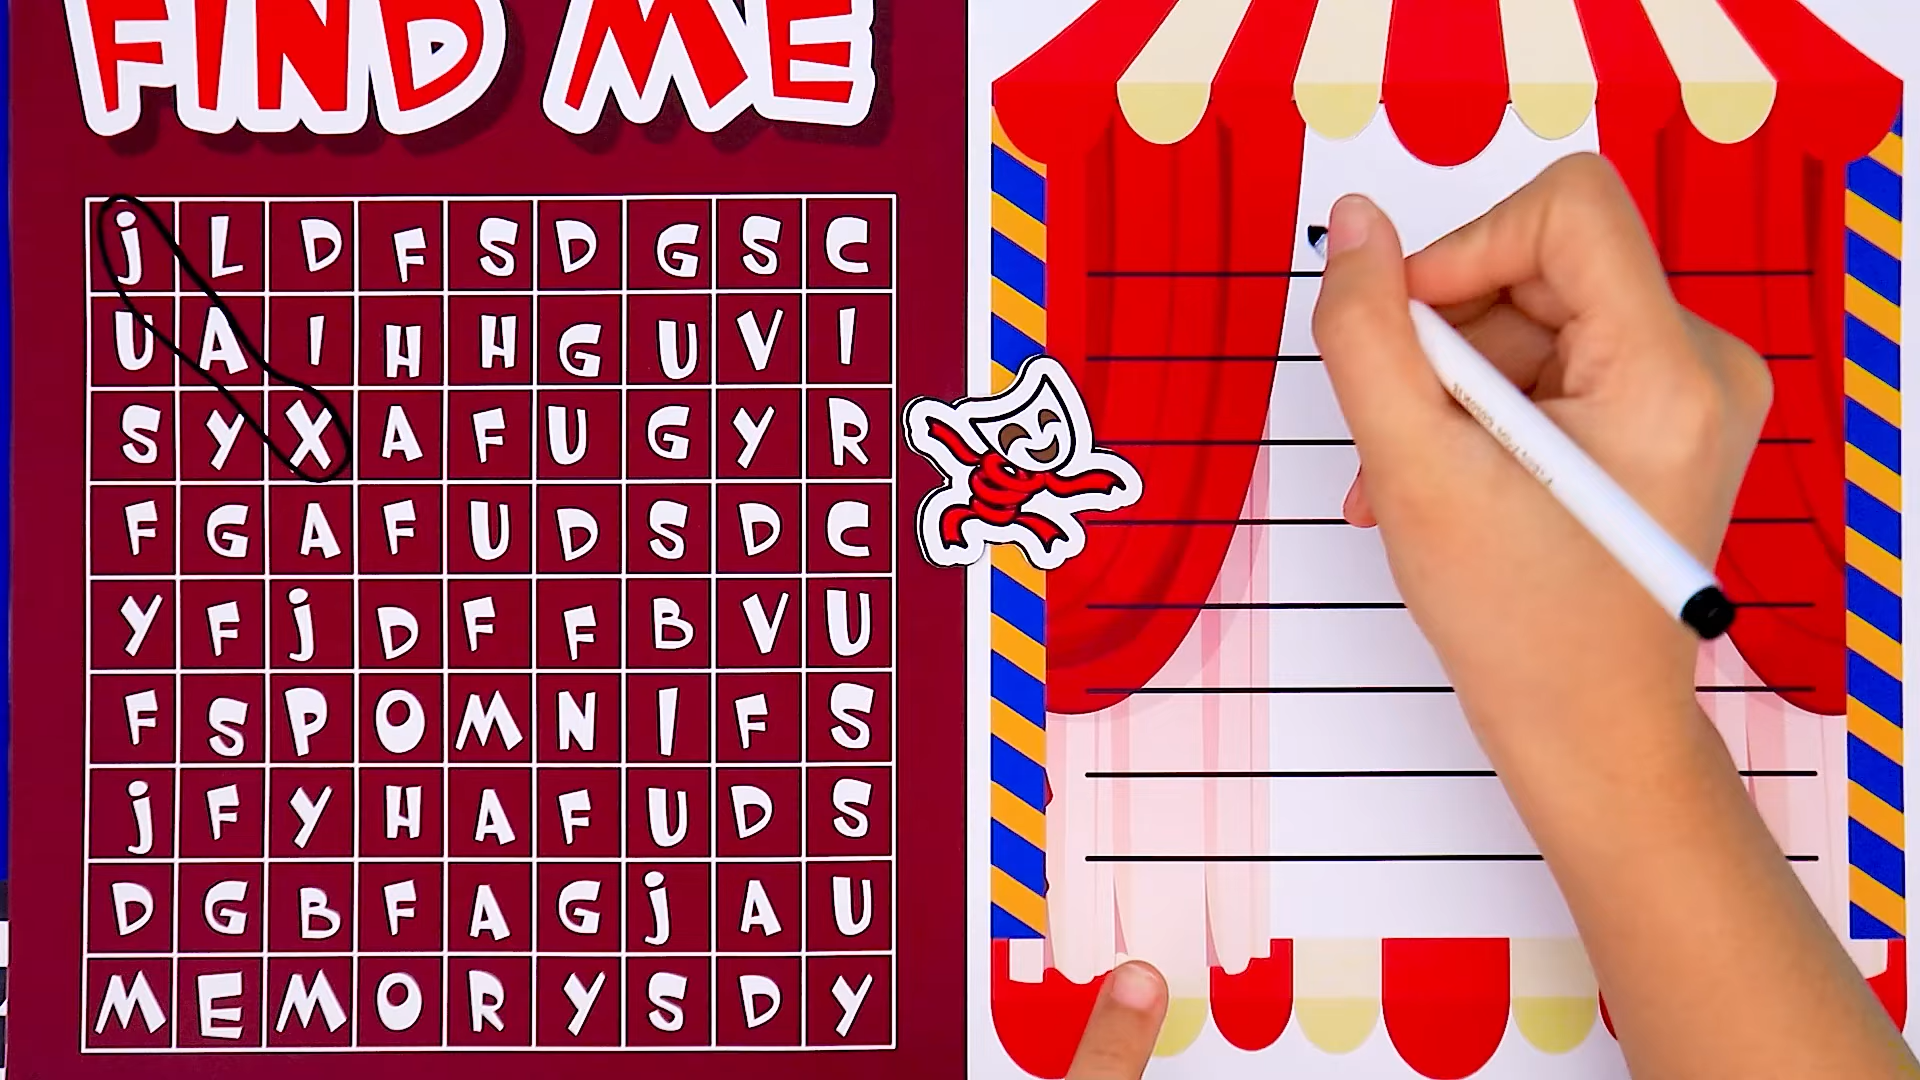 FIND ME
j L D F S D G S C
U A I H H G U V I
S Y X A F U G Y R
F G A F U D S D C
Y F j D F F B V U
F S P O M N I F S
j F Y H A F U D S
D G B F A G j A U
M E M O R Y S D Y